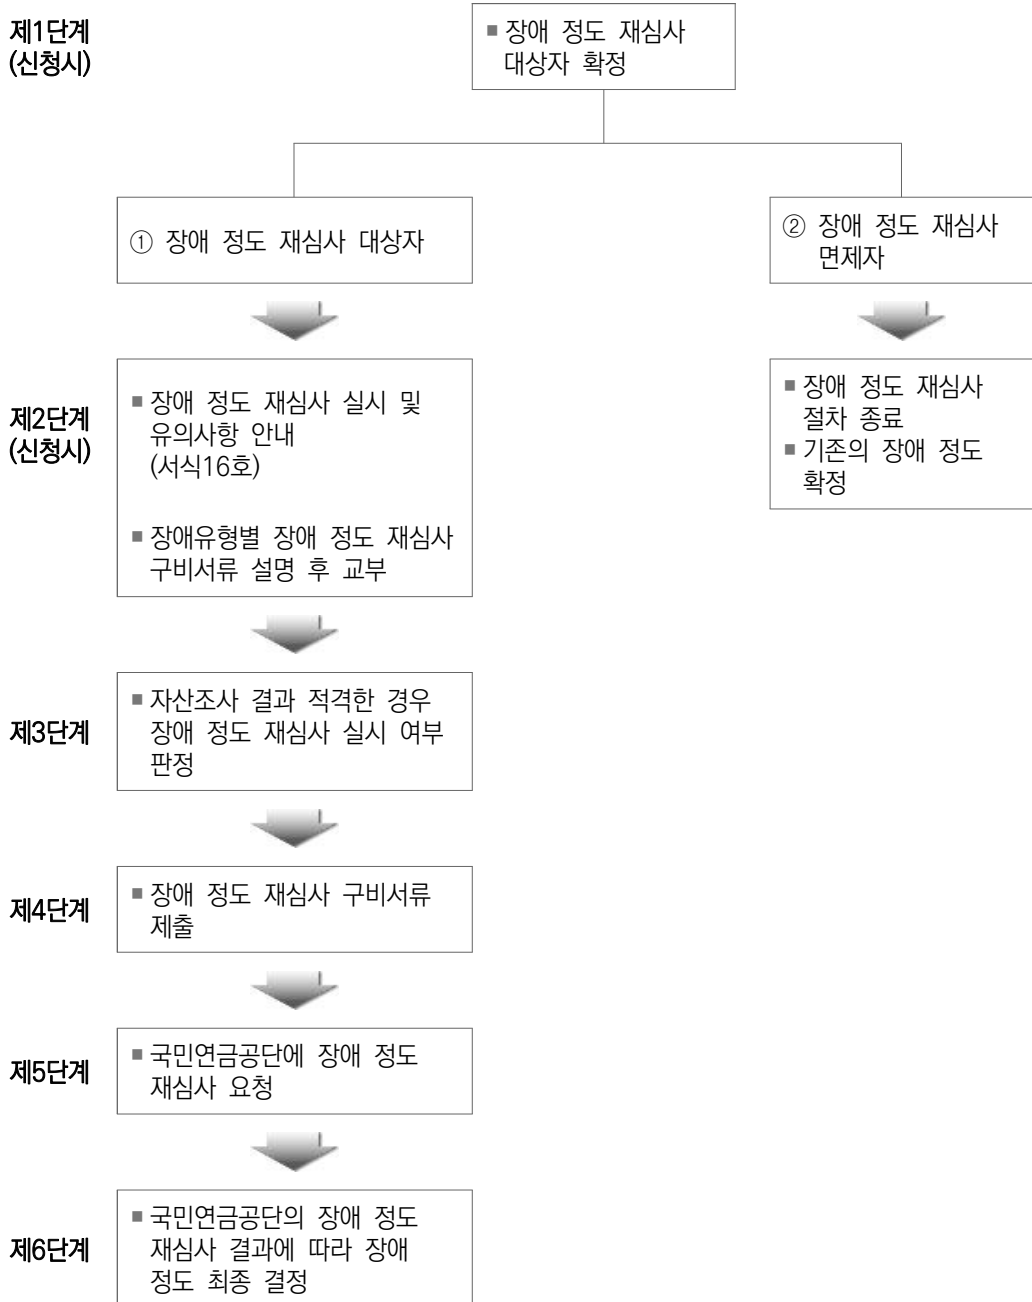 제1단계
(신청시)
■ 장애 정도 재심사
대상자 확정
① 장애 정도 재심사 대상자
② 장애 정도 재심사
면제자
제2단계
(신청시)
■ 장애 정도 재심사 실시 및
유의사항 안내
(서식16호)
■ 장애유형별 장애 정도 재심사
구비서류 설명 후 교부
■ 장애 정도 재심사
절차 종료
■ 기존의 장애 정도
확정
제3단계
■ 자산조사 결과 적격한 경우
장애 정도 재심사 실시 여부
판정
제4단계
■ 장애 정도 재심사 구비서류
제출
제5단계
■ 국민연금공단에 장애 정도
재심사 요청
제6단계
■ 국민연금공단의 장애 정도
재심사 결과에 따라 장애
정도 최종 결정